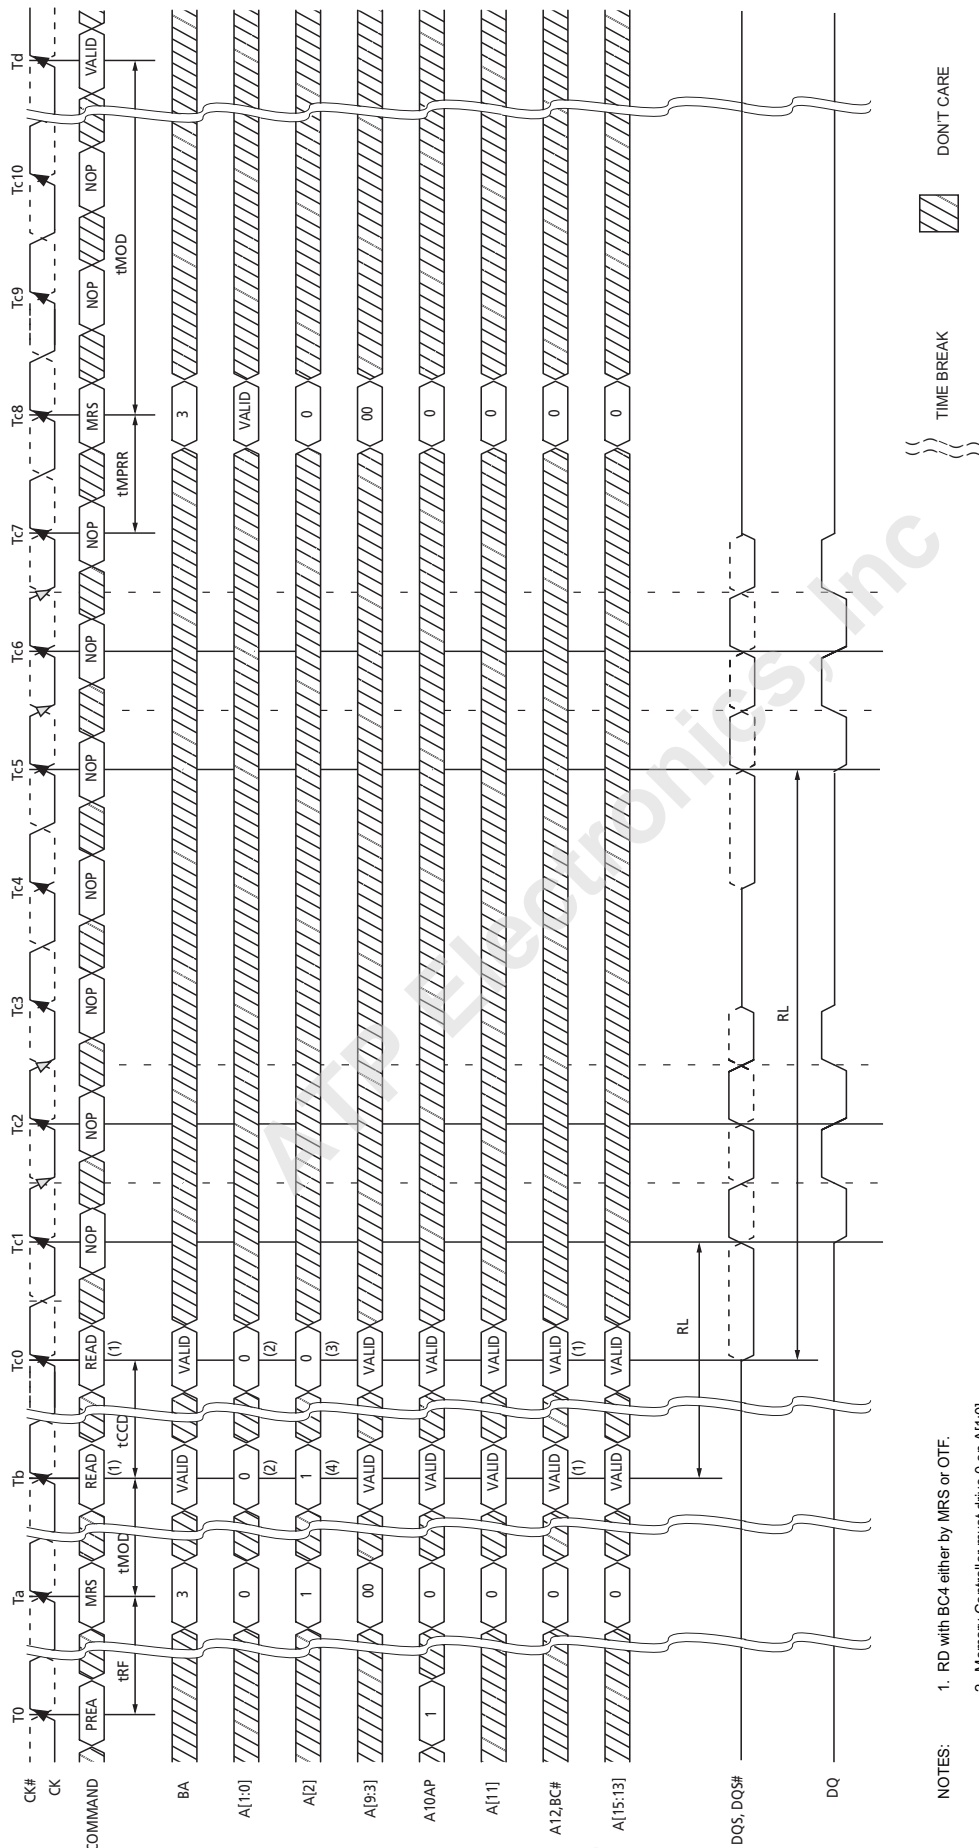 T0 Ta Tb Tc0 Tc1 Tc2 Tc3 Tc4 Tc5 Tc6 Tc7 Tc8 Tc9 Tc10 Td
CK#
CK
COMMAND PREA MRS READ READ NOP NOP NOP NOP NOP NOP NOP MRS NOP NOP VALID
(1) (1)
tRF tMOD tCCD tMPRR tMOD
BA 3 VALID VALID 3
A[1:0] 0 0 0 VALID
(2) (2)
A[2] 1 1 0 0
(4) (3)
A[9:3] 00 VALID VALID 00
A10AP 1 0 VALID VALID 0
A[11] 0 VALID VALID 0
A12,BC# 0 VALID VALID 0
(1) (1)
A[15:13] 0 VALID VALID 0
RL
DQS, DQS#
RL
DQ
TIME BREAK DON'T CARE
NOTES: 1. RD with BC4 either by MRS or OTF.
ATP Electronics, Inc